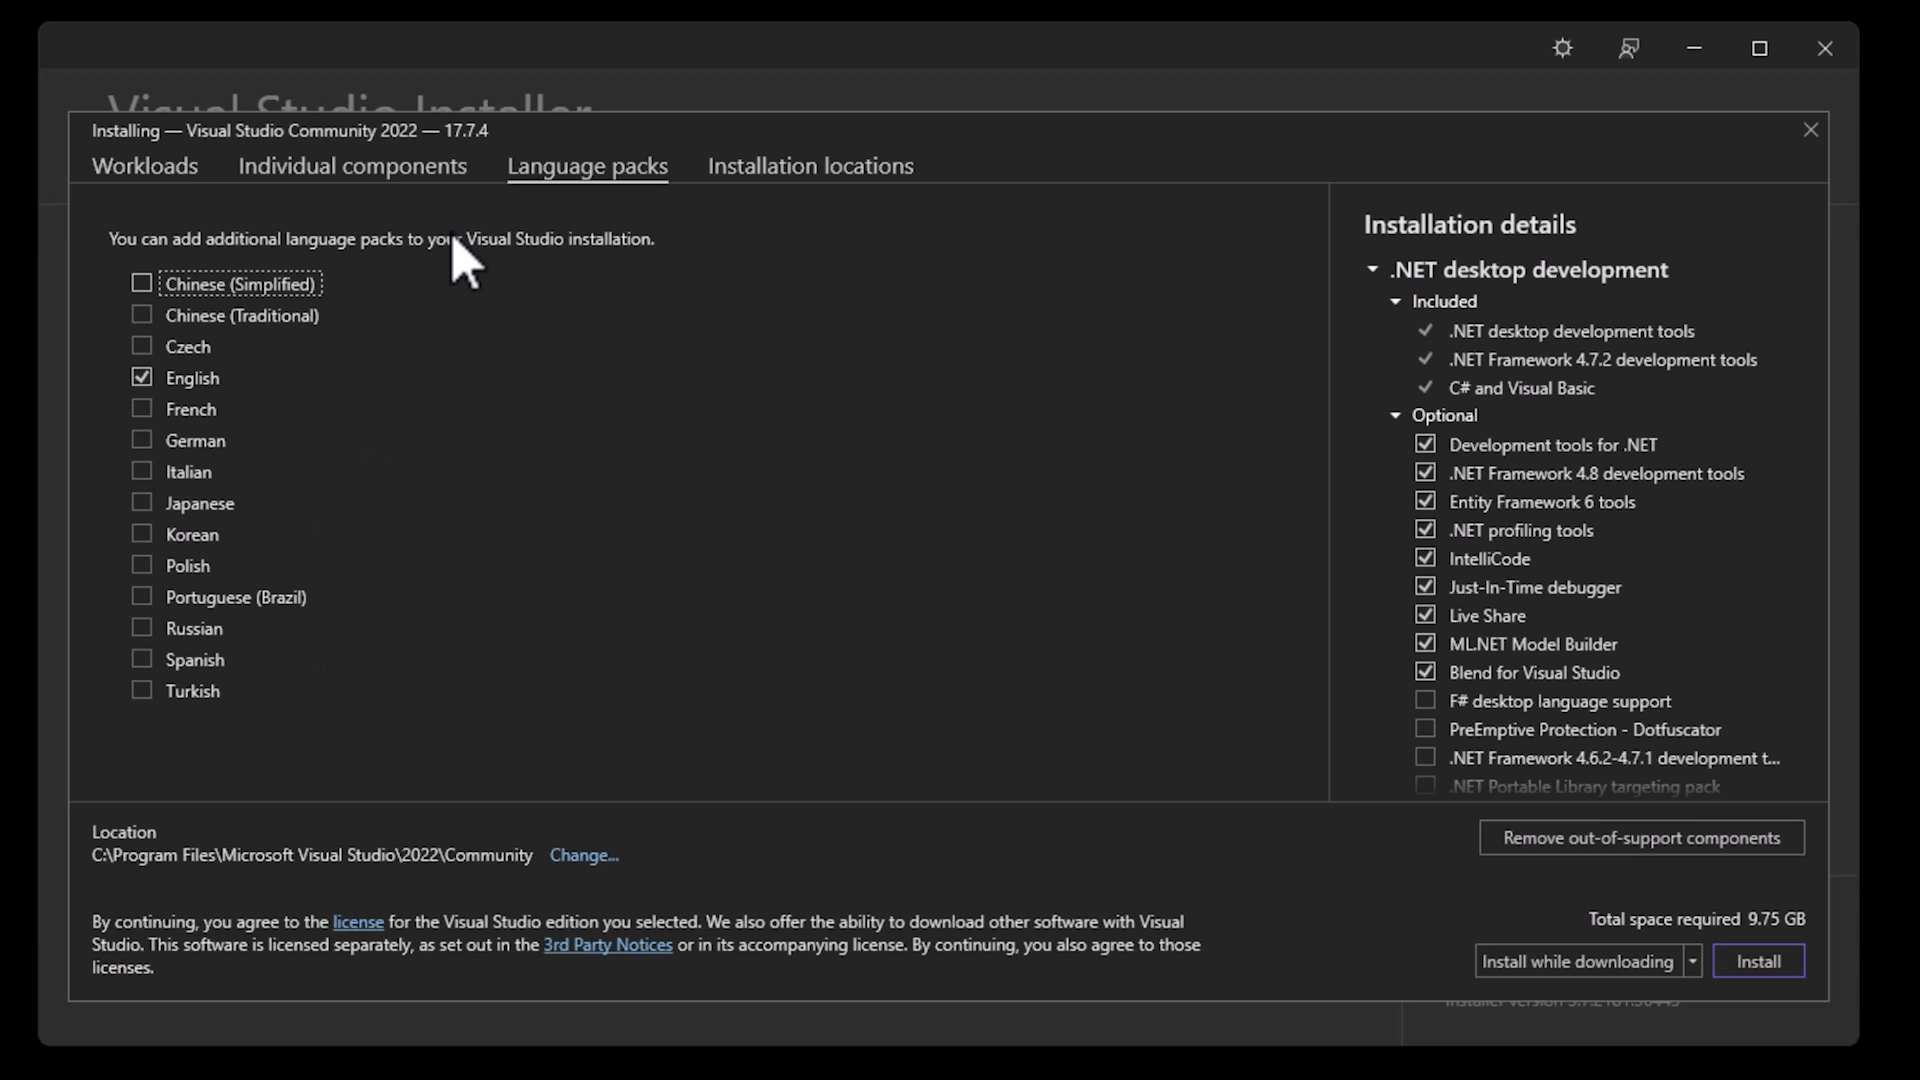 Visual Studio Installer
Installing — Visual Studio Community 2022 — 17.7.4
Workloads Individual components Language packs Installation locations
You can add additional language packs to your Visual Studio installation.
Chinese (Simplified)
Chinese (Traditional)
Czech
English
French
German
Italian
Japanese
Korean
Polish
Portuguese (Brazil)
Russian
Spanish
Turkish
Installation details
.NET desktop development
Included
.NET desktop development tools
.NET Framework 4.7.2 development tools
C# and Visual Basic
Optional
Development tools for .NET
.NET Framework 4.8 development tools
Entity Framework 6 tools
.NET profiling tools
IntelliCode
Just-In-Time debugger
Live Share
ML.NET Model Builder
Blend for Visual Studio
F# desktop language support
PreEmptive Protection - Dotfuscator
.NET Framework 4.6.2-4.7.1 development t...
.NET Portable Library targeting pack
Location
C:\Program Files\Microsoft Visual Studio\2022\Community Change...
Remove out-of-support components
By continuing, you agree to the license for the Visual Studio edition you selected. We also offer the ability to download other software with Visual
Studio. This software is licensed separately, as set out in the 3rd Party Notices or in its accompanying license. By continuing, you also agree to those
licenses.
Total space required 9.75 GB
Install while downloading Install